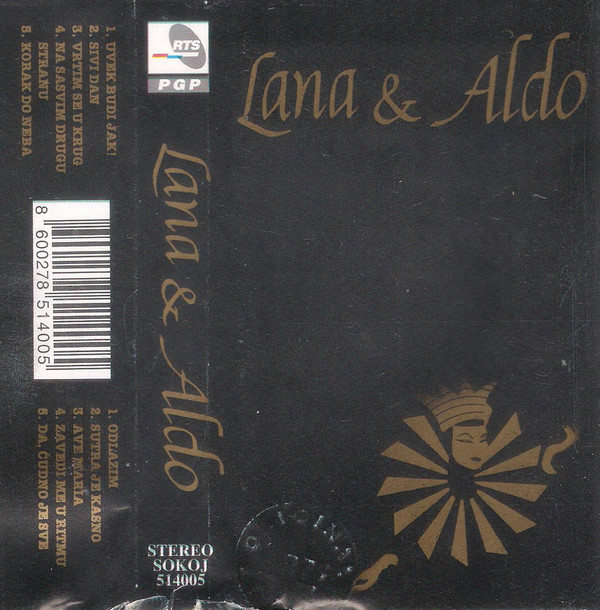 Lana & Aldo
RTS
PGP
Lana & Aldo
STEREO
SOKOJ
514005
1. UVEK BUDI JAK!
2. SIVI DAN
3. VRTIM SE U KRUG
4. NA SASVIM DRUGU
STRANU
5. KORAK DO NEBA
8 600278 514005
1. ODLAZIM
2. SUTRA JE KASNO
3. AVE MARIA
4. ZAVEDI ME U RITMU
5. DA, ČUDNO JE SVE